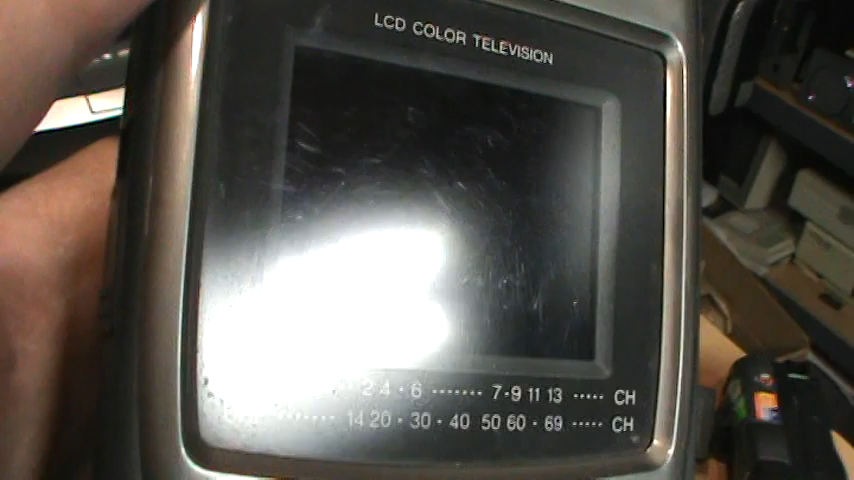 LCD COLOR TELEVISION
2 4 · 6 ······· 7·9 11 13 ····· CH
······· 14 20 · 30 · 40 50 60 · 69 ····· CH